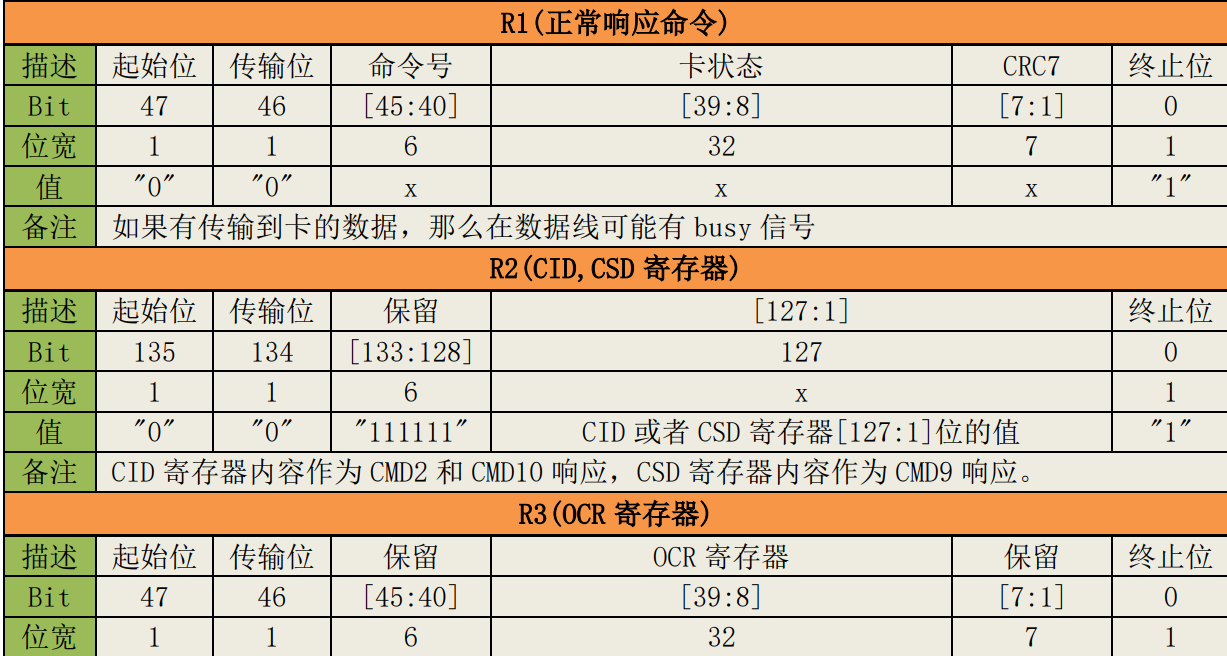 R1(正常响应命令)
描述 起始位 传输位 命令号 卡状态 CRC7 终止位
Bit 47 46 [45:40] [39:8] [7:1] 0
位宽 1 1 6 32 7 1
值 "0" "0" x x x "1"
备注 如果有传输到卡的数据，那么在数据线可能有 busy 信号
R2(CID,CSD 寄存器)
描述 起始位 传输位 保留 [127:1] 终止位
Bit 135 134 [133:128] 127 0
位宽 1 1 6 x 1
值 "0" "0" "111111" CID 或者 CSD 寄存器[127:1]位的值 "1"
备注 CID 寄存器内容作为 CMD2 和 CMD10 响应，CSD 寄存器内容作为 CMD9 响应。
R3(OCR 寄存器)
描述 起始位 传输位 保留 OCR 寄存器 保留 终止位
Bit 47 46 [45:40] [39:8] [7:1] 0
位宽 1 1 6 32 7 1